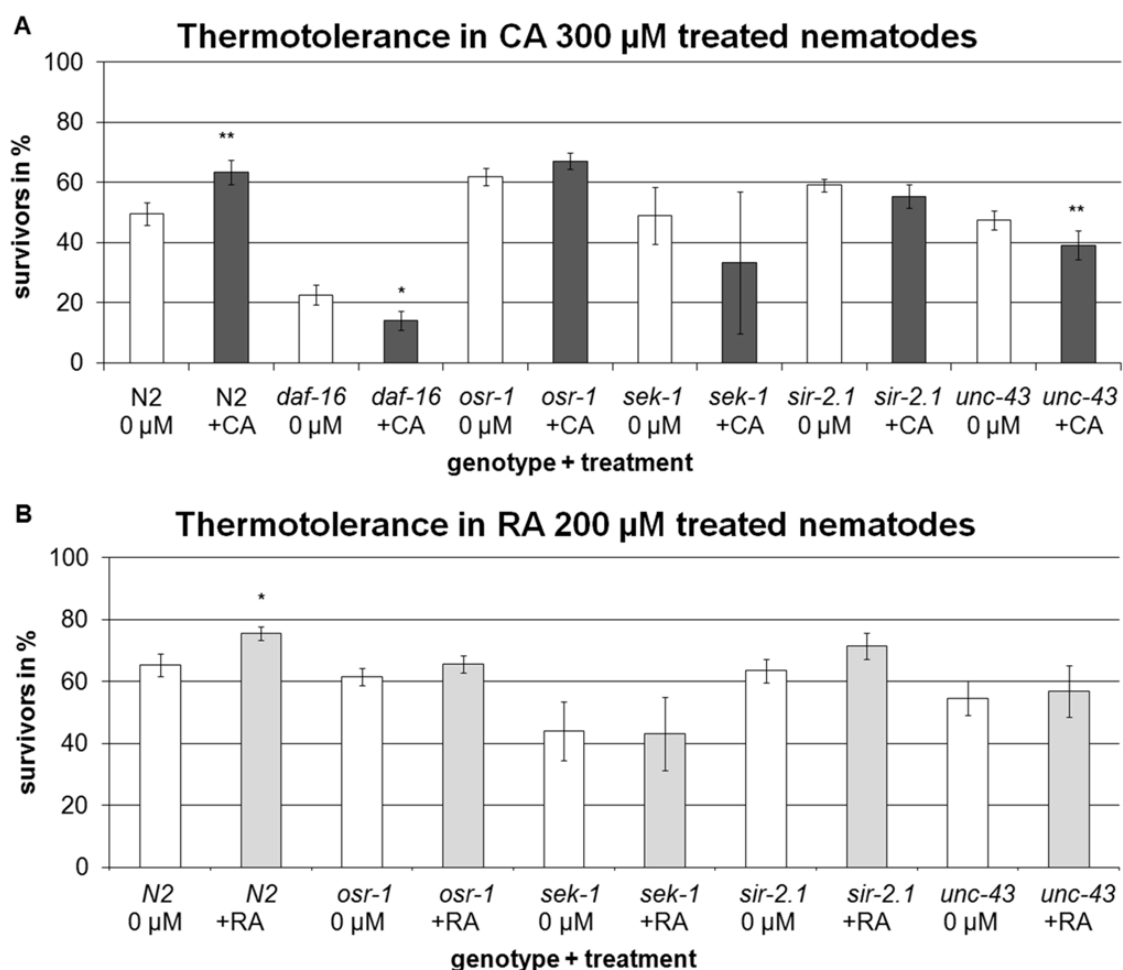 A
Thermotolerance in CA 300 µM treated nematodes
survivors in %
100
80
60
40
20
0
** * **
N2 N2 daf-16 daf-16 osr-1 osr-1 sek-1 sek-1 sir-2.1 sir-2.1 unc-43 unc-43
0 µM +CA 0 µM +CA 0 µM +CA 0 µM +CA 0 µM +CA 0 µM +CA
genotype + treatment
B
Thermotolerance in RA 200 µM treated nematodes
survivors in %
100
80
60
40
20
0
*
N2 N2 osr-1 osr-1 sek-1 sek-1 sir-2.1 sir-2.1 unc-43 unc-43
0 µM +RA 0 µM +RA 0 µM +RA 0 µM +RA 0 µM +RA
genotype + treatment